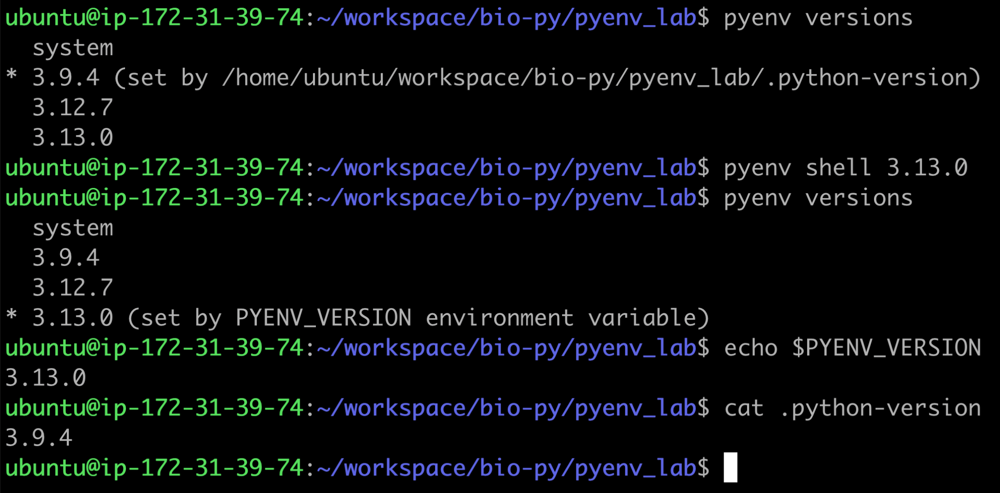 ubuntu@ip-172-31-39-74:~/workspace/bio-py/pyenv_lab$ pyenv versions
  system
* 3.9.4 (set by /home/ubuntu/workspace/bio-py/pyenv_lab/.python-version)
  3.12.7
  3.13.0
ubuntu@ip-172-31-39-74:~/workspace/bio-py/pyenv_lab$ pyenv shell 3.13.0
ubuntu@ip-172-31-39-74:~/workspace/bio-py/pyenv_lab$ pyenv versions
  system
  3.9.4
  3.12.7
* 3.13.0 (set by PYENV_VERSION environment variable)
ubuntu@ip-172-31-39-74:~/workspace/bio-py/pyenv_lab$ echo $PYENV_VERSION
3.13.0
ubuntu@ip-172-31-39-74:~/workspace/bio-py/pyenv_lab$ cat .python-version
3.9.4
ubuntu@ip-172-31-39-74:~/workspace/bio-py/pyenv_lab$